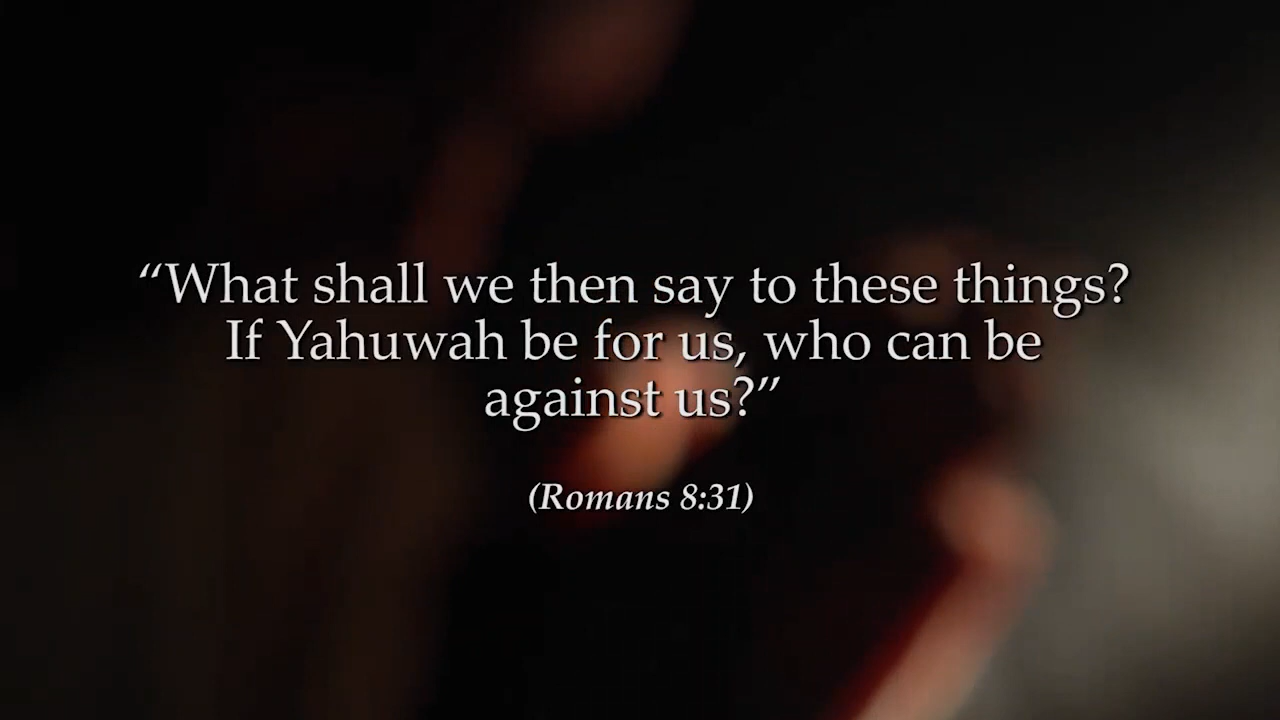 “What shall we then say to these things?
If Yahuwah be for us, who can be
against us?”
(Romans 8:31)